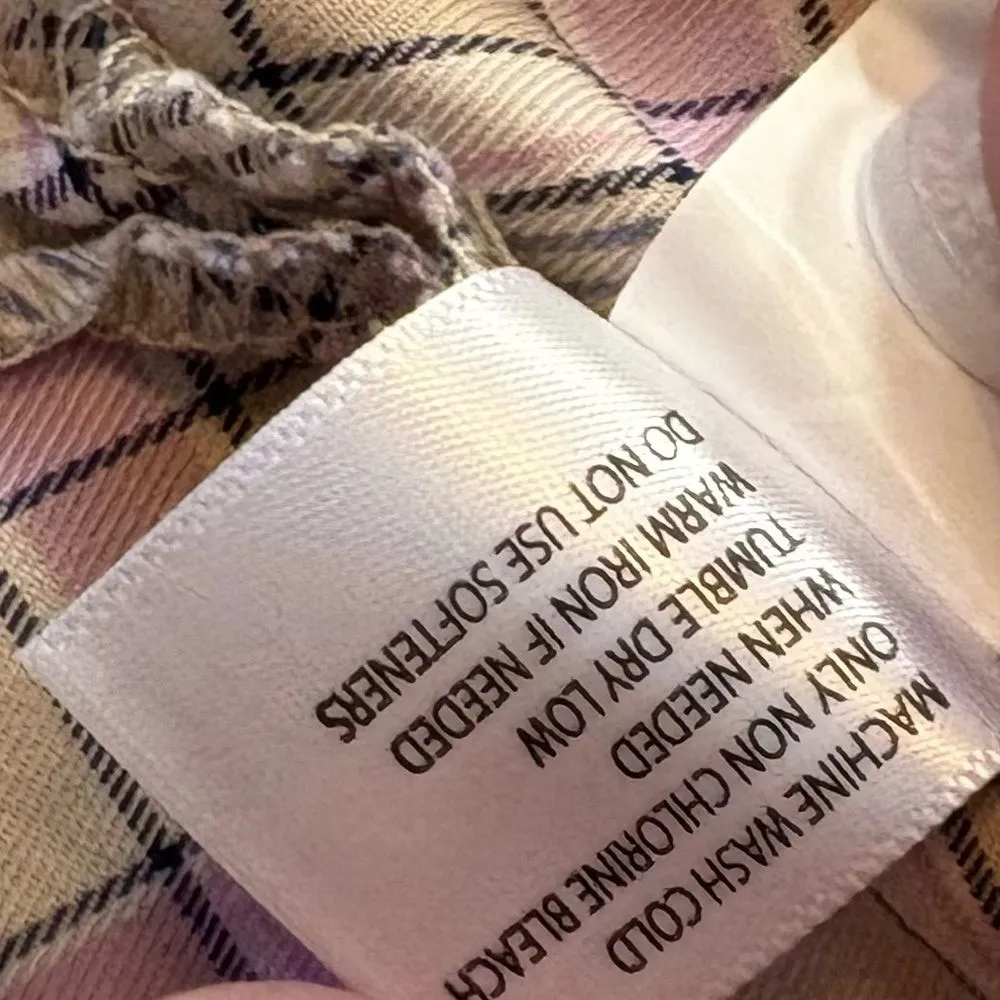 MACHINE WASH COLD
ONLY NON CHLORINE BLEACH
WHEN NEEDED
TUMBLE DRY LOW
WARM IRON IF NEEDED
DO NOT USE SOFTENERS